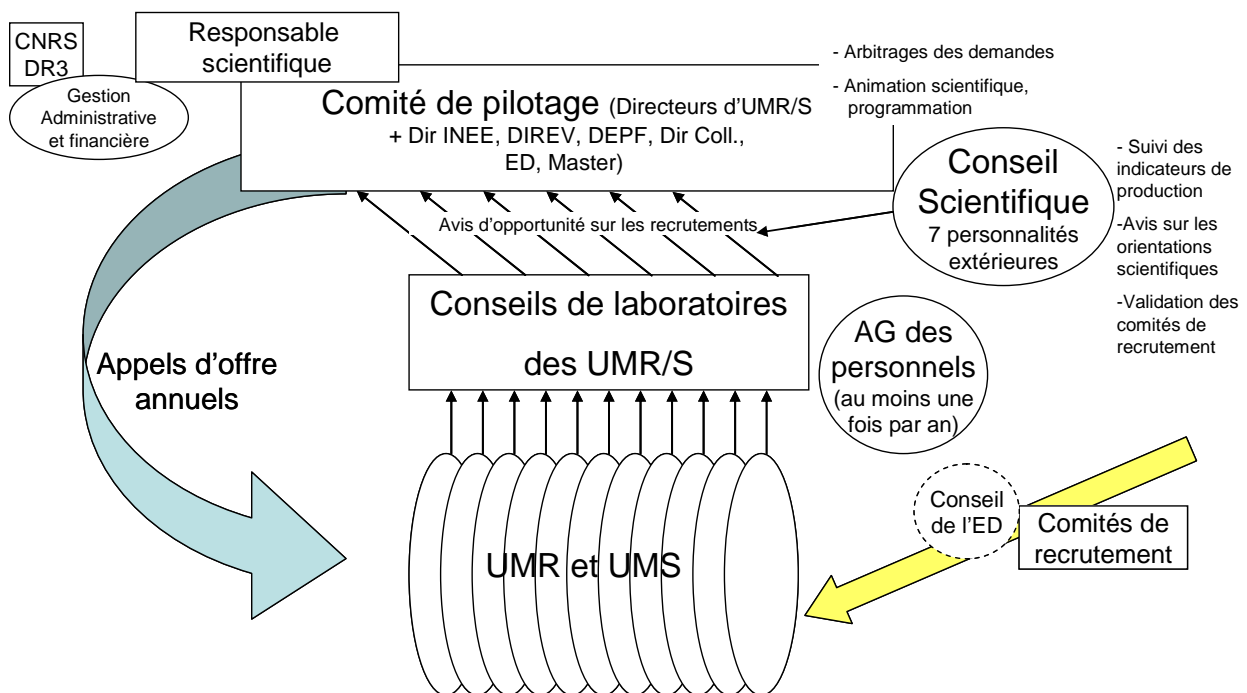 CNRS
DR3
Responsable
scientifique
Gestion
Administrative
et financière
Comité de pilotage (Directeurs d'UMR/S
+ Dir INEE, DIREV, DEPF, Dir Coll.,
ED, Master)
- Arbitrages des demandes
- Animation scientifique,
programmation
Conseil
Scientifique
7 personnalités
extérieures
- Suivi des
indicateurs de
production
-Avis sur les
orientations
scientifiques
- Validation des
comités de
recrutement
Avis d'opportunité sur les recrutements
Conseils de laboratoires
des UMR/S
AG des
personnels
(au moins une
fois par an)
Appels d'offre
annuels
Conseil
de l'ED
Comités de
recrutement
UMR et UMS